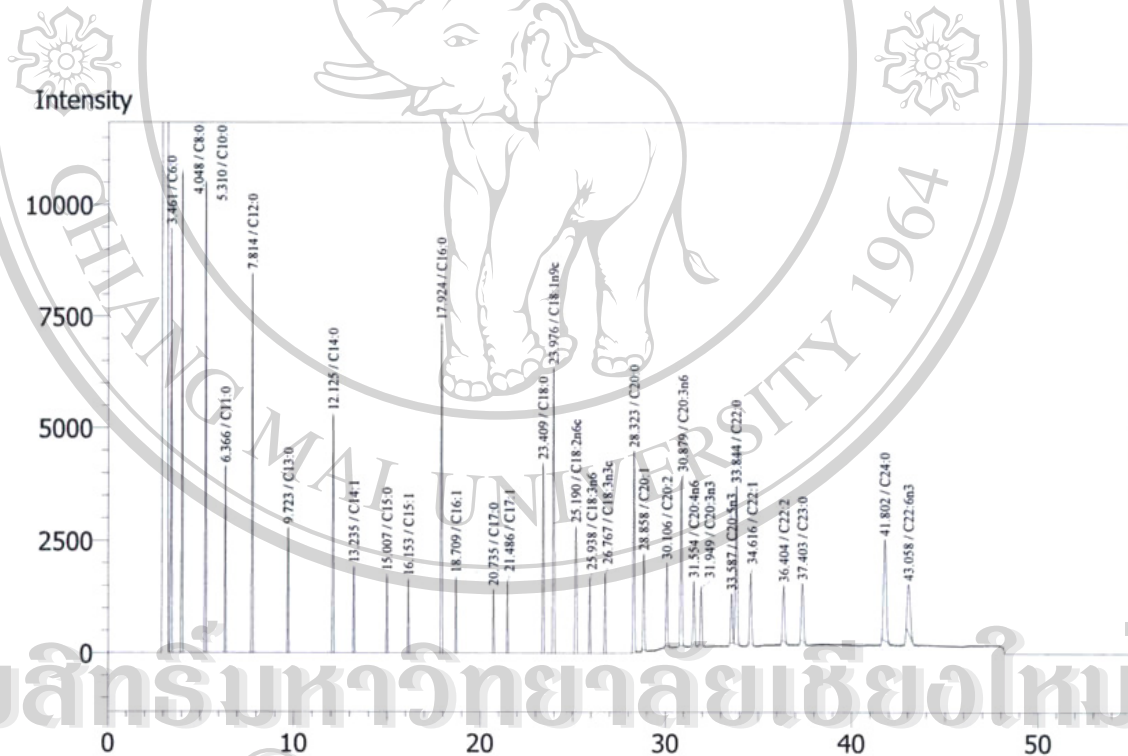 Intensity
10000
7500
5000
2500
0
3.461 / C6:0
4.048 / C8:0
5.310 / C10:0
6.366 / C11:0
7.814 / C12:0
9.723 / C13:0
12.125 / C14:0
13.235 / C14:1
15.007 / C15:0
16.153 / C15:1
17.924 / C16:0
18.709 / C16:1
20.735 / C17:0
21.486 / C17:1
23.409 / C18:0
23.976 / C18:1n9c
25.190 / C18:2n6c
25.938 / C18:3n6
26.767 / C18:3n3c
28.323 / C20:0
28.858 / C20:1
30.106 / C20:2
30.879 / C20:3n6
31.554 / C20:4n6
31.949 / C20:3n3
33.587 / C20:5n3
33.844 / C22:0
34.616 / C22:1
36.404 / C22:2
37.403 / C23:0
41.802 / C24:0
43.058 / C22:6n3
0 10 20 30 40 50
CHIANG MAI UNIVERSITY 1964
สิทธิ์มหาวิทยาลัยเชียงใหม่